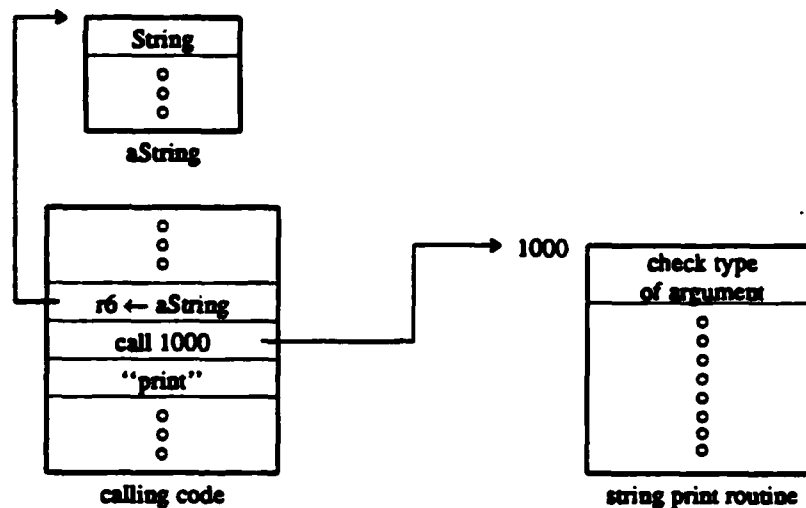 String
aString
r6 ← aString
call 1000
“print”
calling code
1000
check type
of argument
string print routine